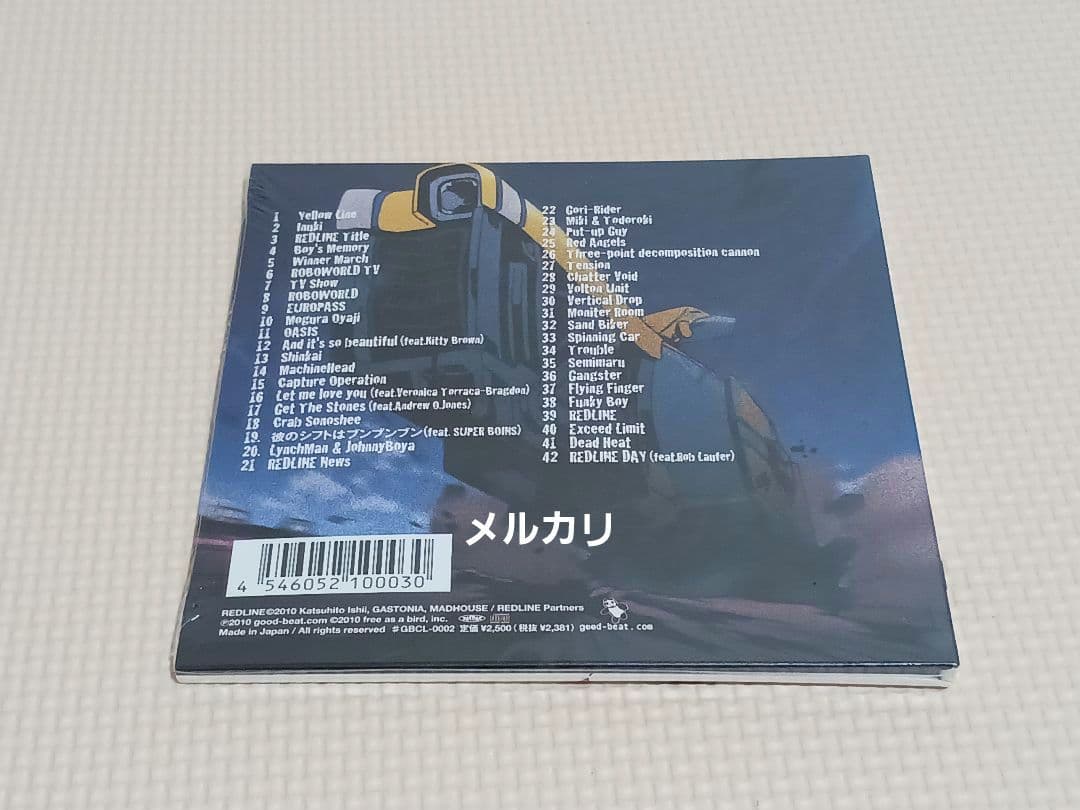 1 Yellow Line
2 Inuki
3 REDLINE Title
4 Boy's Memory
5 Winner March
6 ROBOWORLD TV
7 TV Show
8 ROBOWORLD
9 EUROPASS
10 Mogura Oyaji
11 OASIS
12 And it's so beautiful (feat.Kitty Brown)
13 Shinkai
14 MachineHead
15 Capture Operation
16 Let me love you (feat.Veronica Torraca-Bragdon)
17 Get The Stones (feat.Andrew O.Jones)
18 Crab Sonoshee
19. 彼のシフトはブンブンブン(feat. SUPER BOINS)
20. LynchMan & JohnnyBoya
21 REDLINE News
22 Gori-Rider
23 Miki & Todoroki
24 Put-up Guy
25 Red Angels
26 Three-point decomposition cannon
27 Tension
28 Chatter Void
29 Volton Unit
30 Vertical Drop
31 Moniter Room
32 Sand Biker
33 Spinning Car
34 Trouble
35 Semimaru
36 Gangster
37 Flying Finger
38 Funky Boy
39 REDLINE
40 Exceed Limit
41 Dead Heat
42 REDLINE DAY (feat.Rob Laufer)
メルカリ
4 546052 100030
REDLINE©2010 Katsuhito Ishii, GASTONIA, MADHOUSE / REDLINE Partners
℗2010 good-beat.com ©2010 free as a bird, inc.
Made in Japan / All rights reserved #GBCL-0002 定価 ¥2,500 (税抜 ¥2,381) good-beat.com